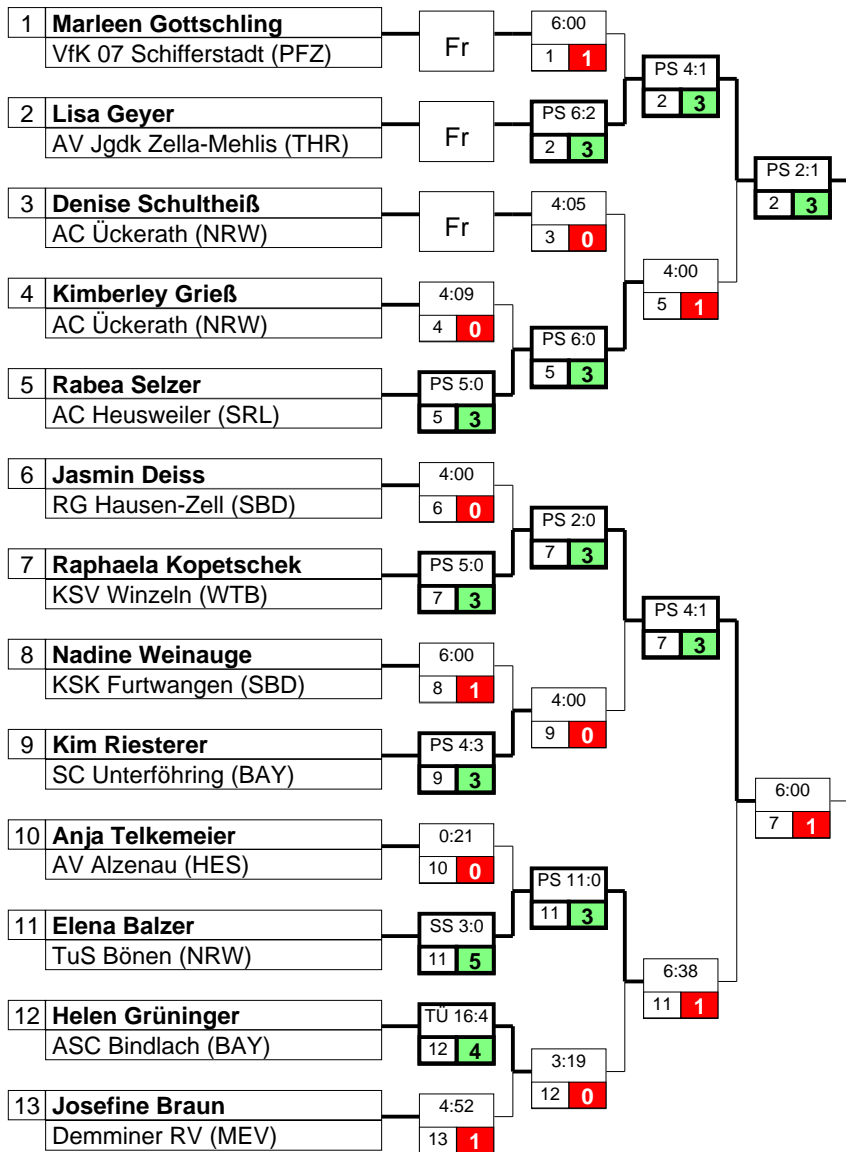 1 Marleen Gottschling
VfK 07 Schifferstadt (PFZ)
Fr
6:00
1 1
PS 4:1
2 3
2 Lisa Geyer
AV Jgdk Zella-Mehlis (THR)
Fr
PS 6:2
2 3
PS 2:1
2 3
3 Denise Schultheiß
AC Ückerath (NRW)
Fr
4:05
3 0
4:00
5 1
4 Kimberley Grieß
AC Ückerath (NRW)
4:09
4 0
PS 6:0
5 3
5 Rabea Selzer
AC Heusweiler (SRL)
PS 5:0
5 3
6 Jasmin Deiss
RG Hausen-Zell (SBD)
4:00
6 0
PS 2:0
7 3
7 Raphaela Kopetschek
KSV Winzeln (WTB)
PS 5:0
7 3
PS 4:1
7 3
8 Nadine Weinauge
KSK Furtwangen (SBD)
6:00
8 1
4:00
9 0
9 Kim Riesterer
SC Unterföhring (BAY)
PS 4:3
9 3
6:00
7 1
10 Anja Telkemeier
AV Alzenau (HES)
0:21
10 0
PS 11:0
11 3
11 Elena Balzer
TuS Bönen (NRW)
SS 3:0
11 5
6:38
11 1
12 Helen Grüninger
ASC Bindlach (BAY)
TÜ 16:4
12 4
3:19
12 0
13 Josefine Braun
Demminer RV (MEV)
4:52
13 1